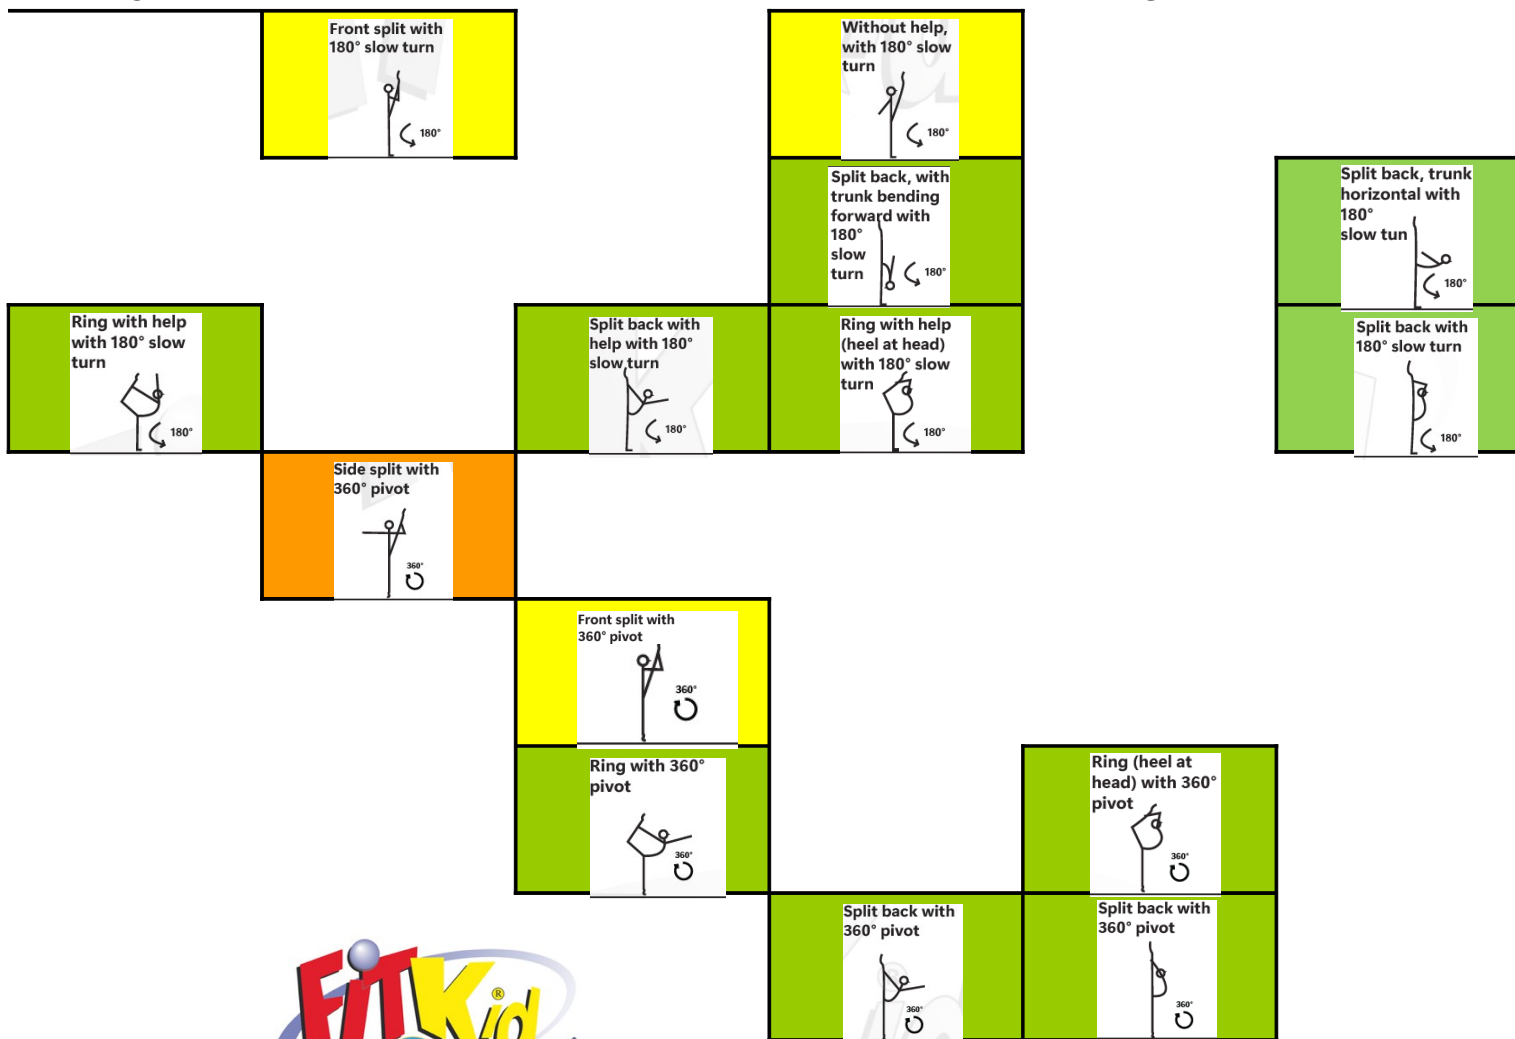 Front split with
180° slow turn
180°
Without help,
with 180° slow
turn
180°
Split back, with
trunk bending
forward with
180°
slow
turn
180°
Split back, trunk
horizontal with
180°
slow tun
180°
Ring with help
with 180° slow
turn
180°
Split back with
help with 180°
slow turn
180°
Ring with help
(heel at head)
with 180° slow
turn
180°
Split back with
180° slow turn
180°
Side split with
360° pivot
360°
Front split with
360° pivot
360°
Ring with 360°
pivot
360°
Ring (heel at
head) with 360°
pivot
360°
Split back with
360° pivot
360°
Split back with
360° pivot
360°
FiTKid®